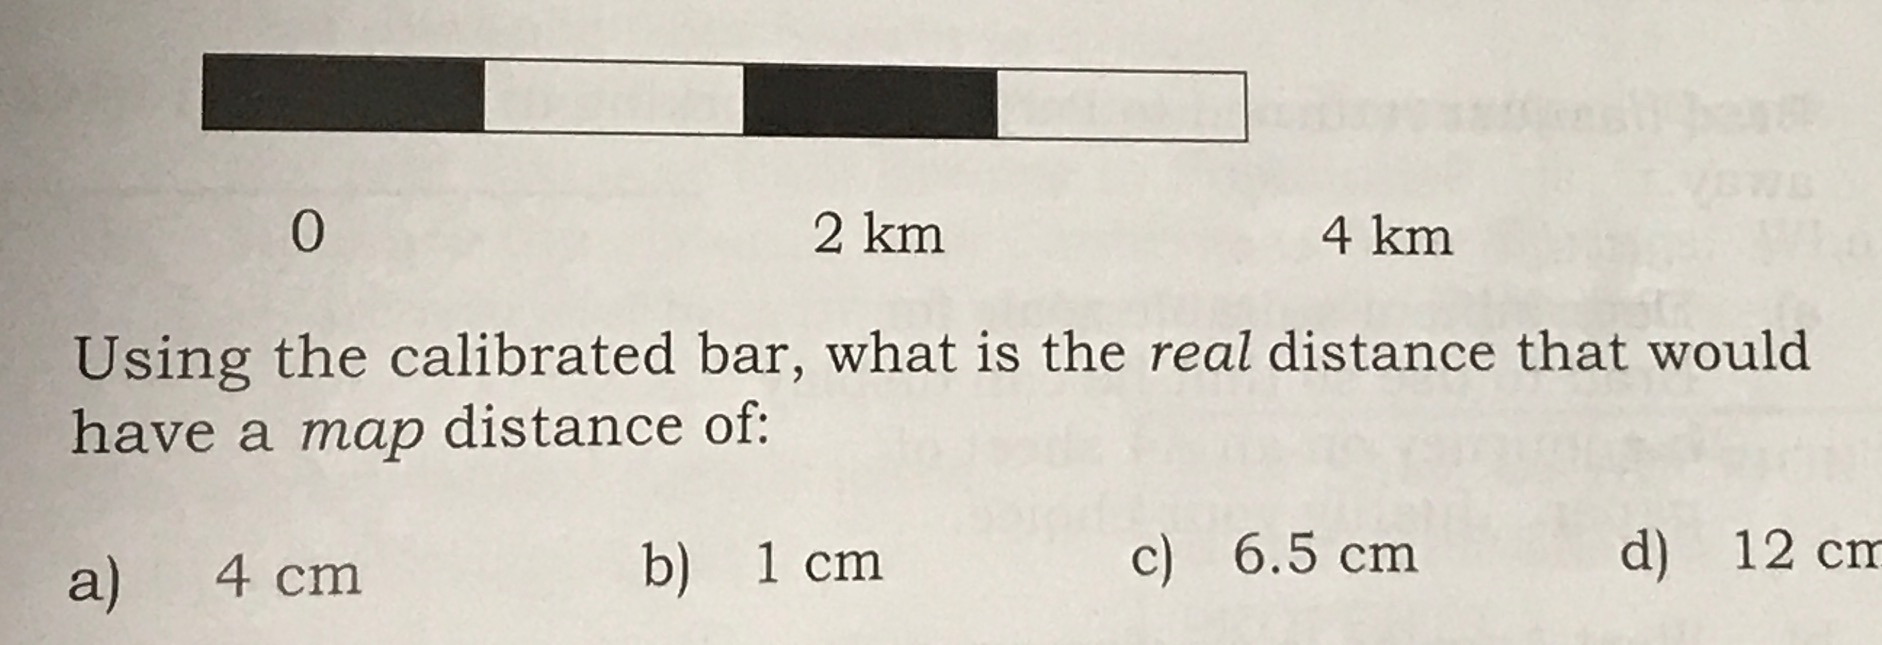 0 2 km 4 km
Using the calibrated bar, what is the real distance that would
have a map distance of:
a) 4 cm b) 1 cm c) 6.5 cm d) 12 cm